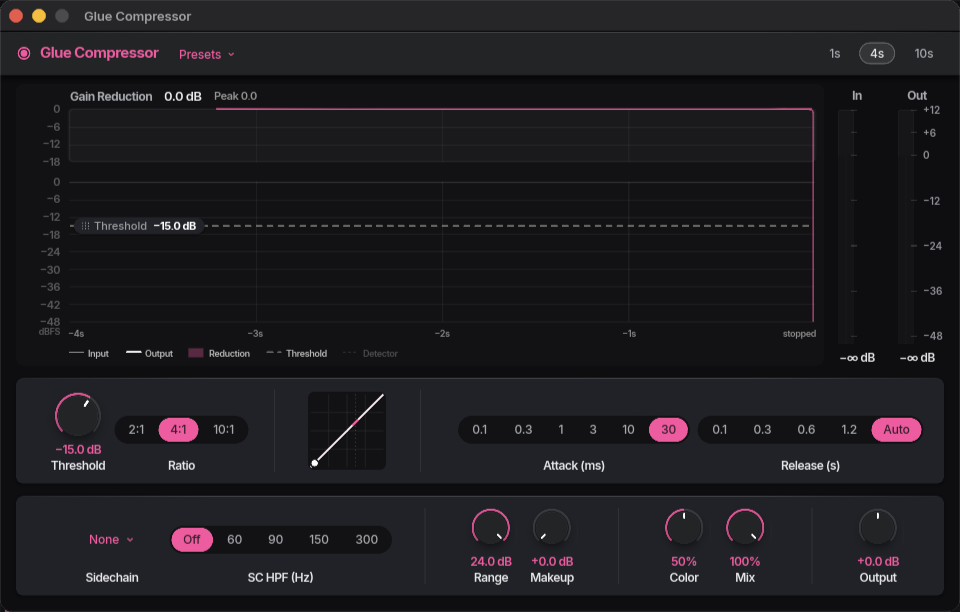 Glue Compressor
Glue Compressor Presets 1s 4s 10s
Gain Reduction 0.0 dB Peak 0.0 In Out
0
−6
−12
−18
0
−6
−12
−18
−24
−30
−36
−42
−48
dBFS
Threshold −15.0 dB
−4s −3s −2s −1s stopped
Input Output Reduction Threshold Detector
+12
+6
0
−12
−24
−36
−48
−∞ dB −∞ dB
2:1 4:1 10:1 0.1 0.3 1 3 10 30 0.1 0.3 0.6 1.2 Auto
−15.0 dB
Threshold Ratio Attack (ms) Release (s)
None Off 60 90 150 300
24.0 dB +0.0 dB 50% 100% +0.0 dB
Sidechain SC HPF (Hz) Range Makeup Color Mix Output